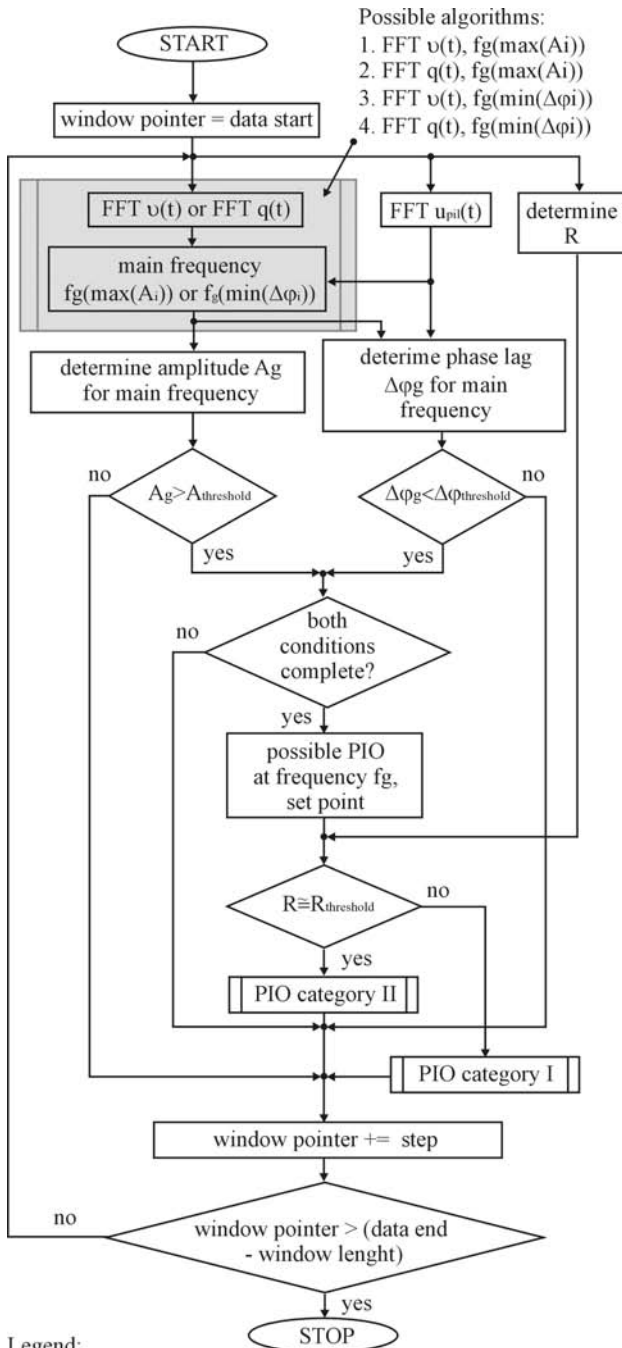 Possible algorithms:
1. FFT υ(t), fg(max(Ai))
2. FFT q(t), fg(max(Ai))
3. FFT υ(t), fg(min(Δφi))
4. FFT q(t), fg(min(Δφi))
START
window pointer = data start
FFT υ(t) or FFT q(t)
FFT upil(t)
determine
R
main frequency
fg(max(Ai)) or fg(min(Δφi))
determine amplitude Ag
for main frequency
deterime phase lag
Δφg for main
frequency
no
Ag>Athreshold
yes
Δφg<Δφthreshold
no
yes
no
both
conditions
complete?
yes
possible PIO
at frequency fg,
set point
R≅Rthreshold
no
yes
PIO category II
PIO category I
window pointer += step
no
window pointer > (data end
- window lenght)
yes
STOP
Legend: